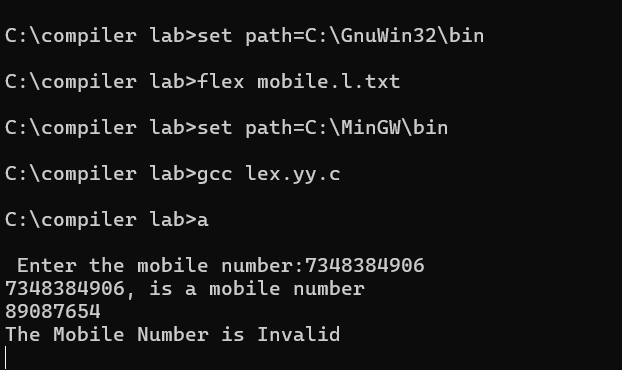 C:\compiler lab>set path=C:\GnuWin32\bin
C:\compiler lab>flex mobile.l.txt
C:\compiler lab>set path=C:\MinGW\bin
C:\compiler lab>gcc lex.yy.c
C:\compiler lab>a
Enter the mobile number:7348384906
7348384906, is a mobile number
89087654
The Mobile Number is Invalid